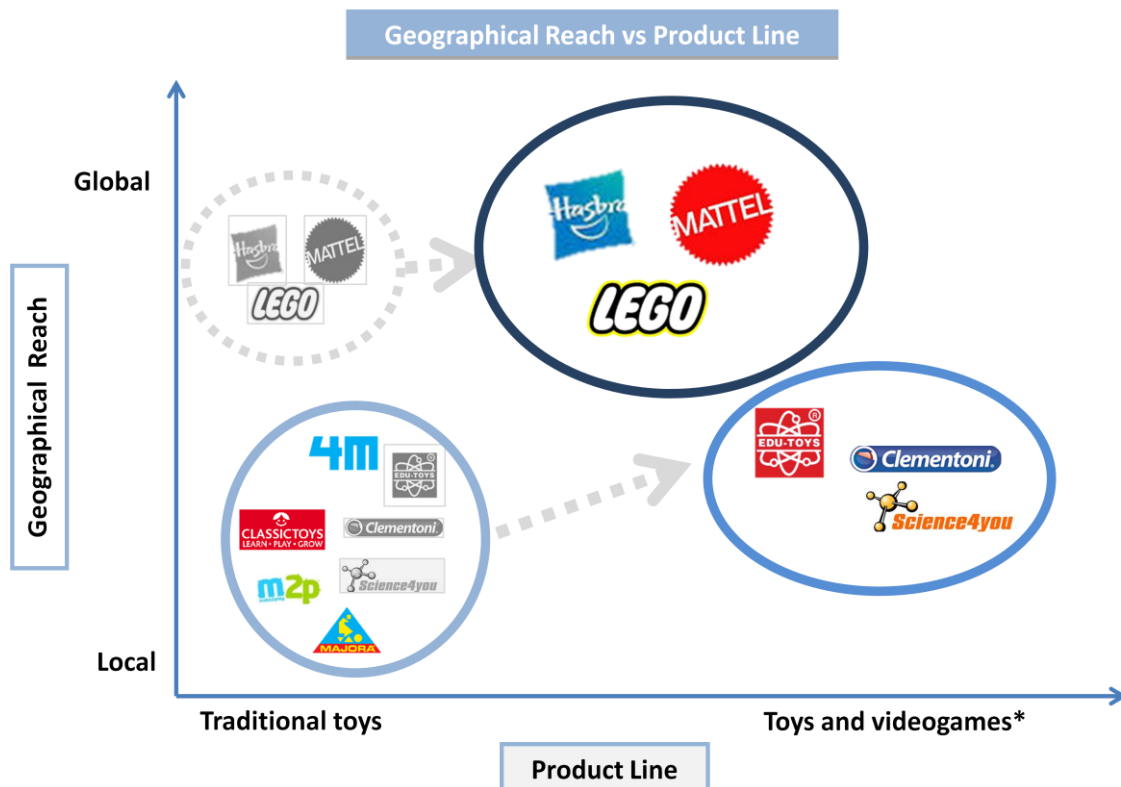 Geographical Reach vs Product Line
Global
Hasbro
MATTEL
LEGO
Hasbro
MATTEL
LEGO
Geographical Reach
4M
EDU-TOYS
CLASSICTOYS
LEARN • PLAY • GROW
Clementoni
m2p
Science4you
MAJORA
EDU-TOYS
®
Clementoni®
Science4you
Local
Traditional toys
Toys and videogames*
Product Line